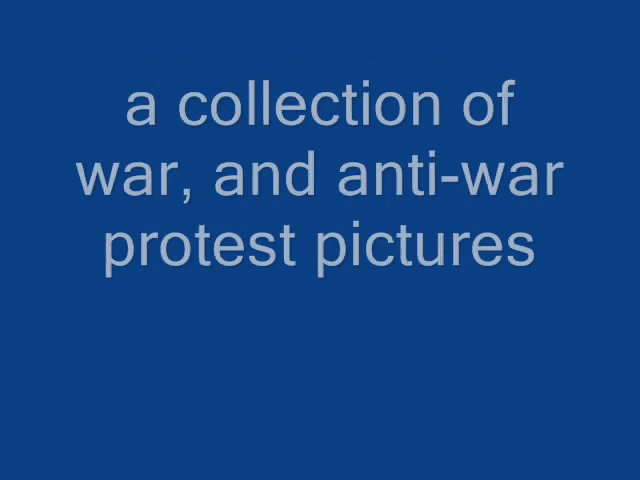 a collection of
war, and anti-war
protest pictures